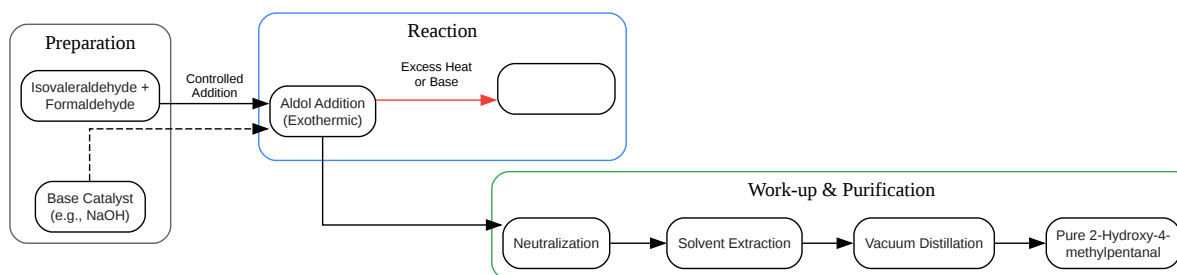 Preparation
Isovaleraldehyde +
Formaldehyde
Base Catalyst
(e.g., NaOH)
Controlled
Addition
Reaction
Aldol Addition
(Exothermic)
Excess Heat
or Base
Work-up & Purification
Neutralization
Solvent Extraction
Vacuum Distillation
Pure 2-Hydroxy-4-
methylpentanal